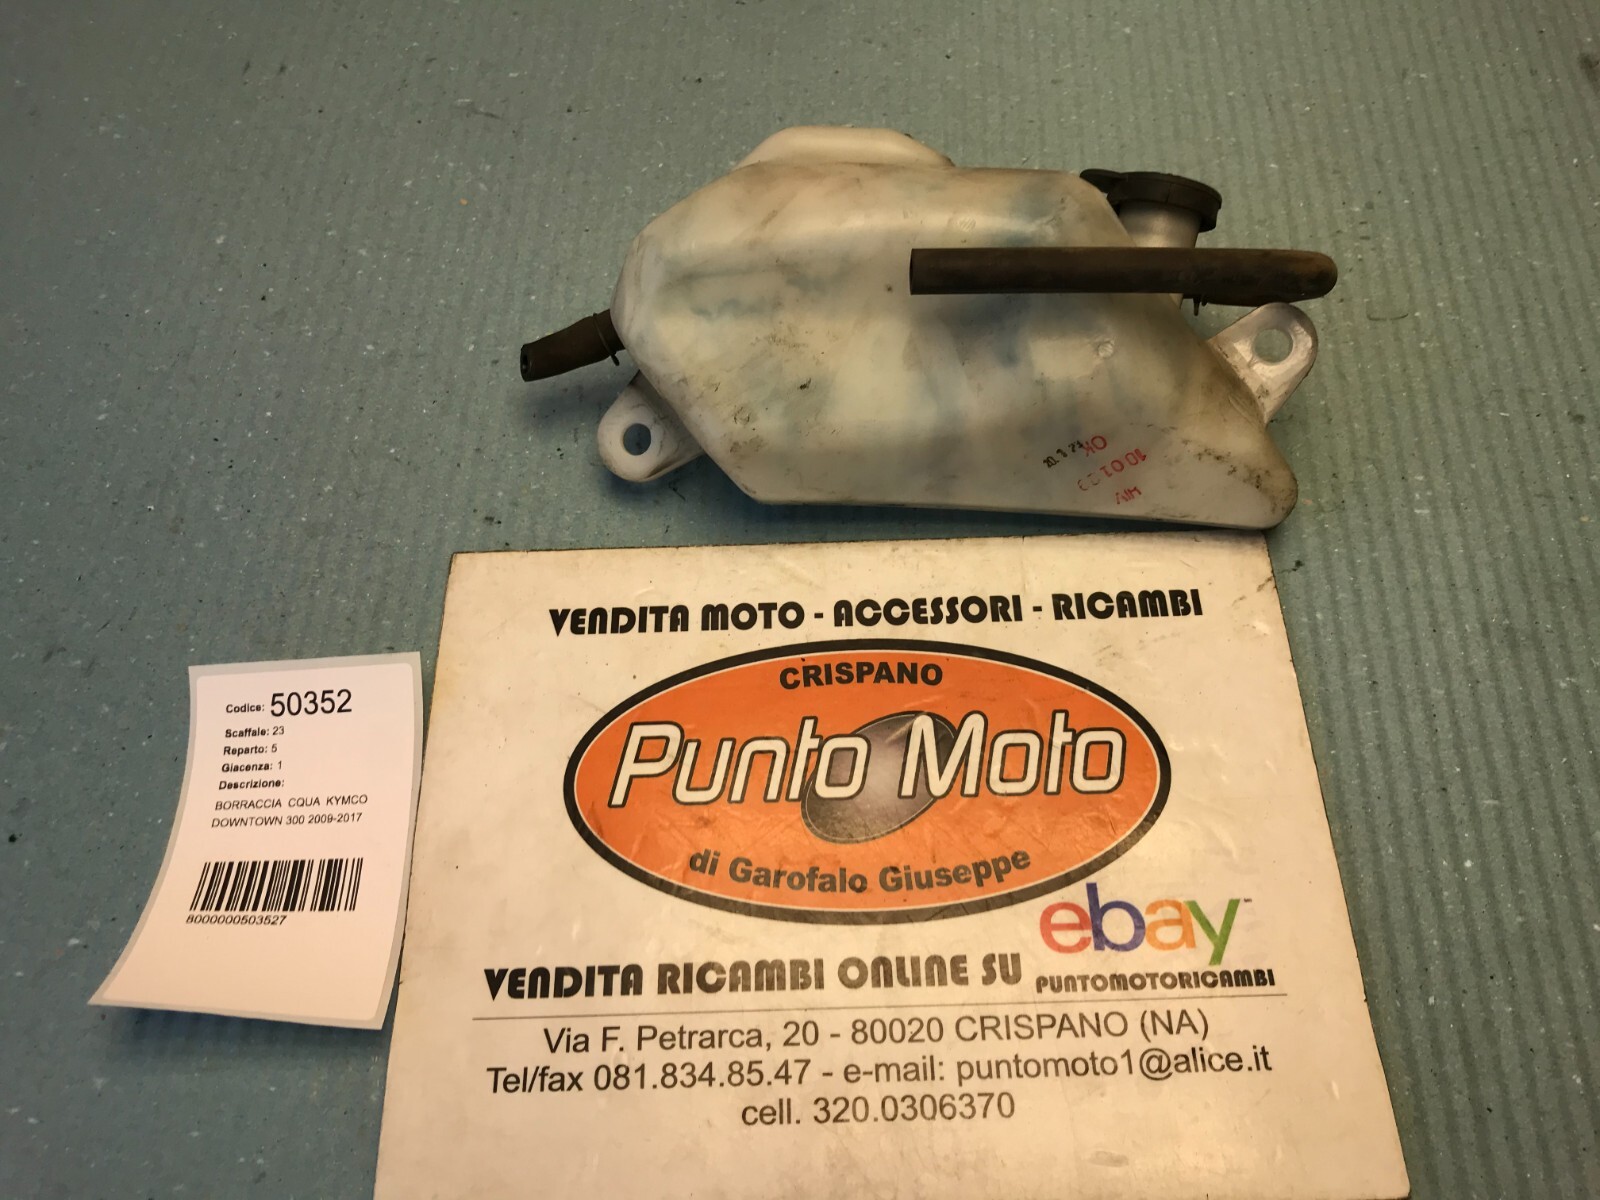 OK
VENDITA MOTO - ACCESSORI - RICAMBI
CRISPANO
Punto Moto
di Garofalo Giuseppe
ebay
VENDITA RICAMBI ONLINE SU
PUNTOMOTORICAMBI
Via F. Petrarca, 20 - 80020 CRISPANO (NA)
Tel/fax 081.834.85.47 - e-mail: puntomoto1@alice.it
cell. 320.0306370
Codice: 50352
Scaffale: 23
Reparto: 5
Giacenza: 1
Descrizione:
BORRACCIA CQUA KYMCO
DOWNTOWN 300 2009-2017
8000000503527